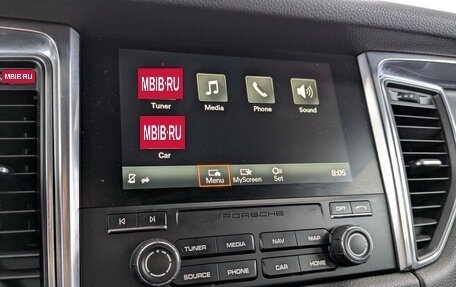 MBIB·RU
MBIB·RU
Tuner
Media
Phone
Sound
MBIB·RU
Car
Menu
MyScreen
Set
8:05
PORSCHE
OPT
TUNER
MEDIA
NAV
MAP
SOURCE
PHONE
CAR
HOME